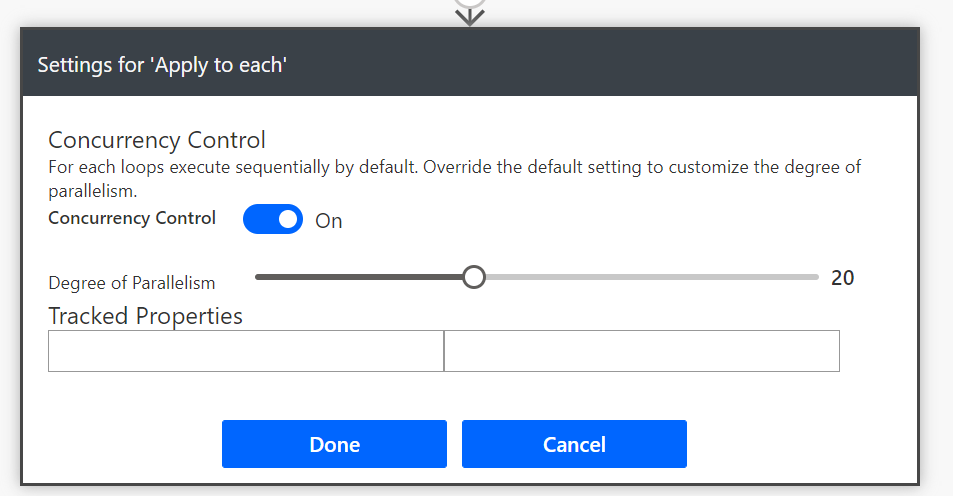 Settings for 'Apply to each'
Concurrency Control
For each loops execute sequentially by default. Override the default setting to customize the degree of
parallelism.
Concurrency Control On
Degree of Parallelism 20
Tracked Properties
Done Cancel